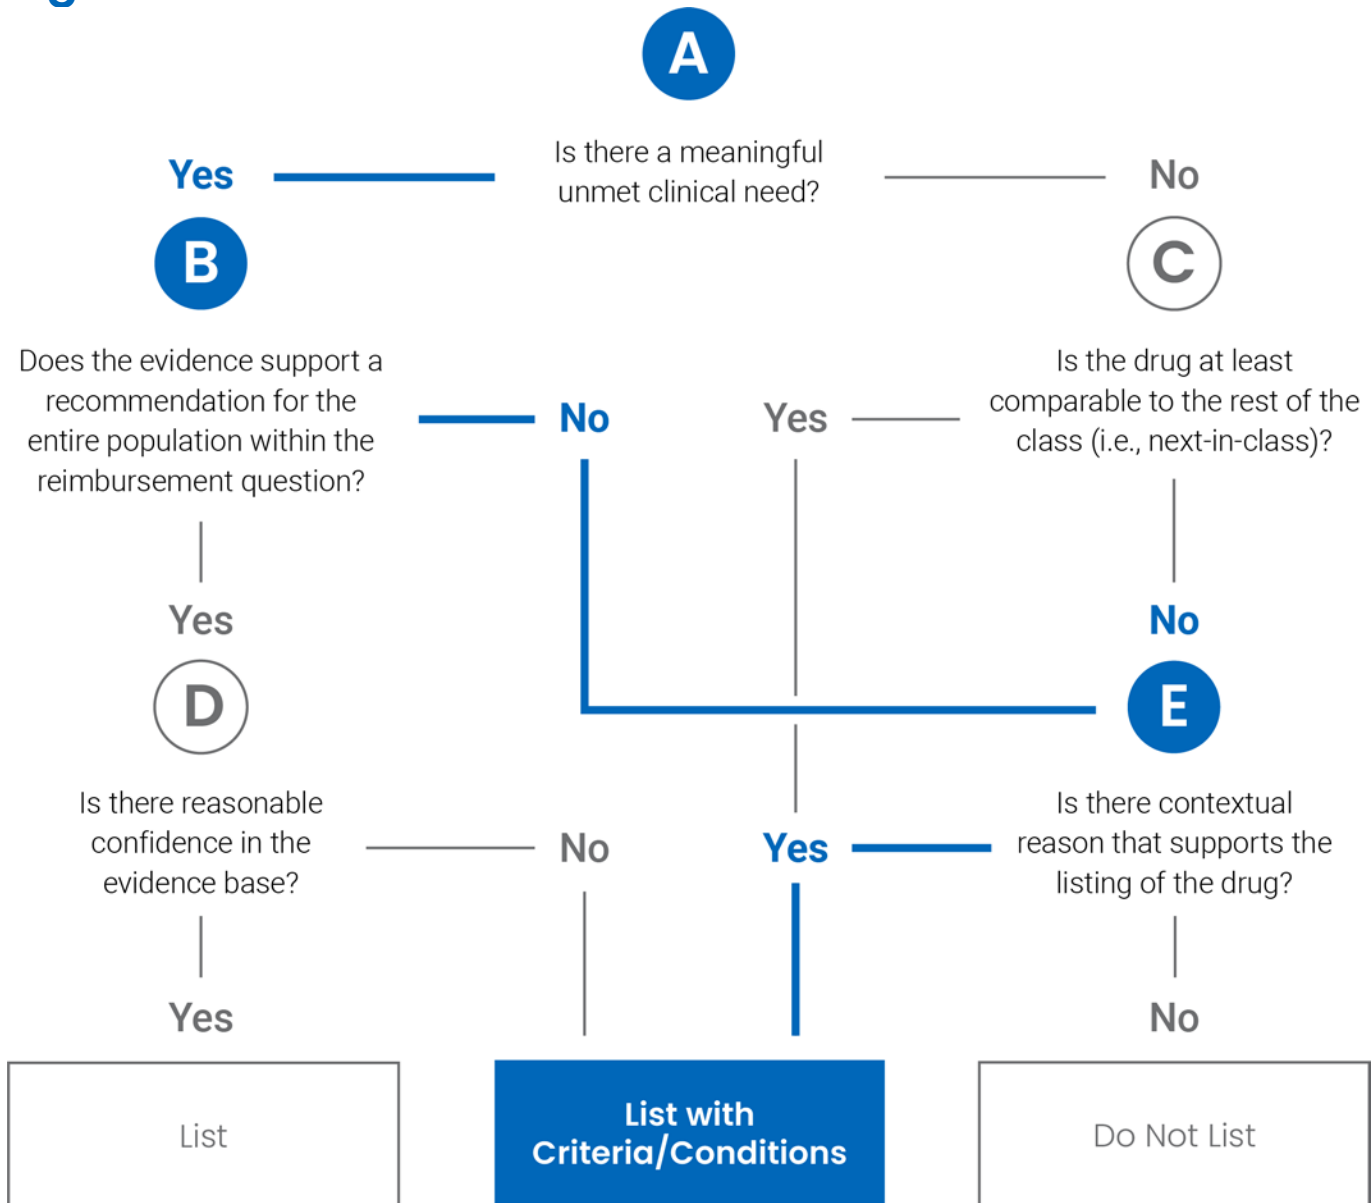 g
A
Is there a meaningful
unmet clinical need?
Yes
No
B
C
Does the evidence support a
recommendation for the
entire population within the
reimbursement question?
No
Yes
Is the drug at least
comparable to the rest of the
class (i.e., next-in-class)?
Yes
No
D
E
Is there reasonable
confidence in the
evidence base?
No
Yes
Is there contextual
reason that supports the
listing of the drug?
Yes
No
List
List with
Criteria/Conditions
Do Not List